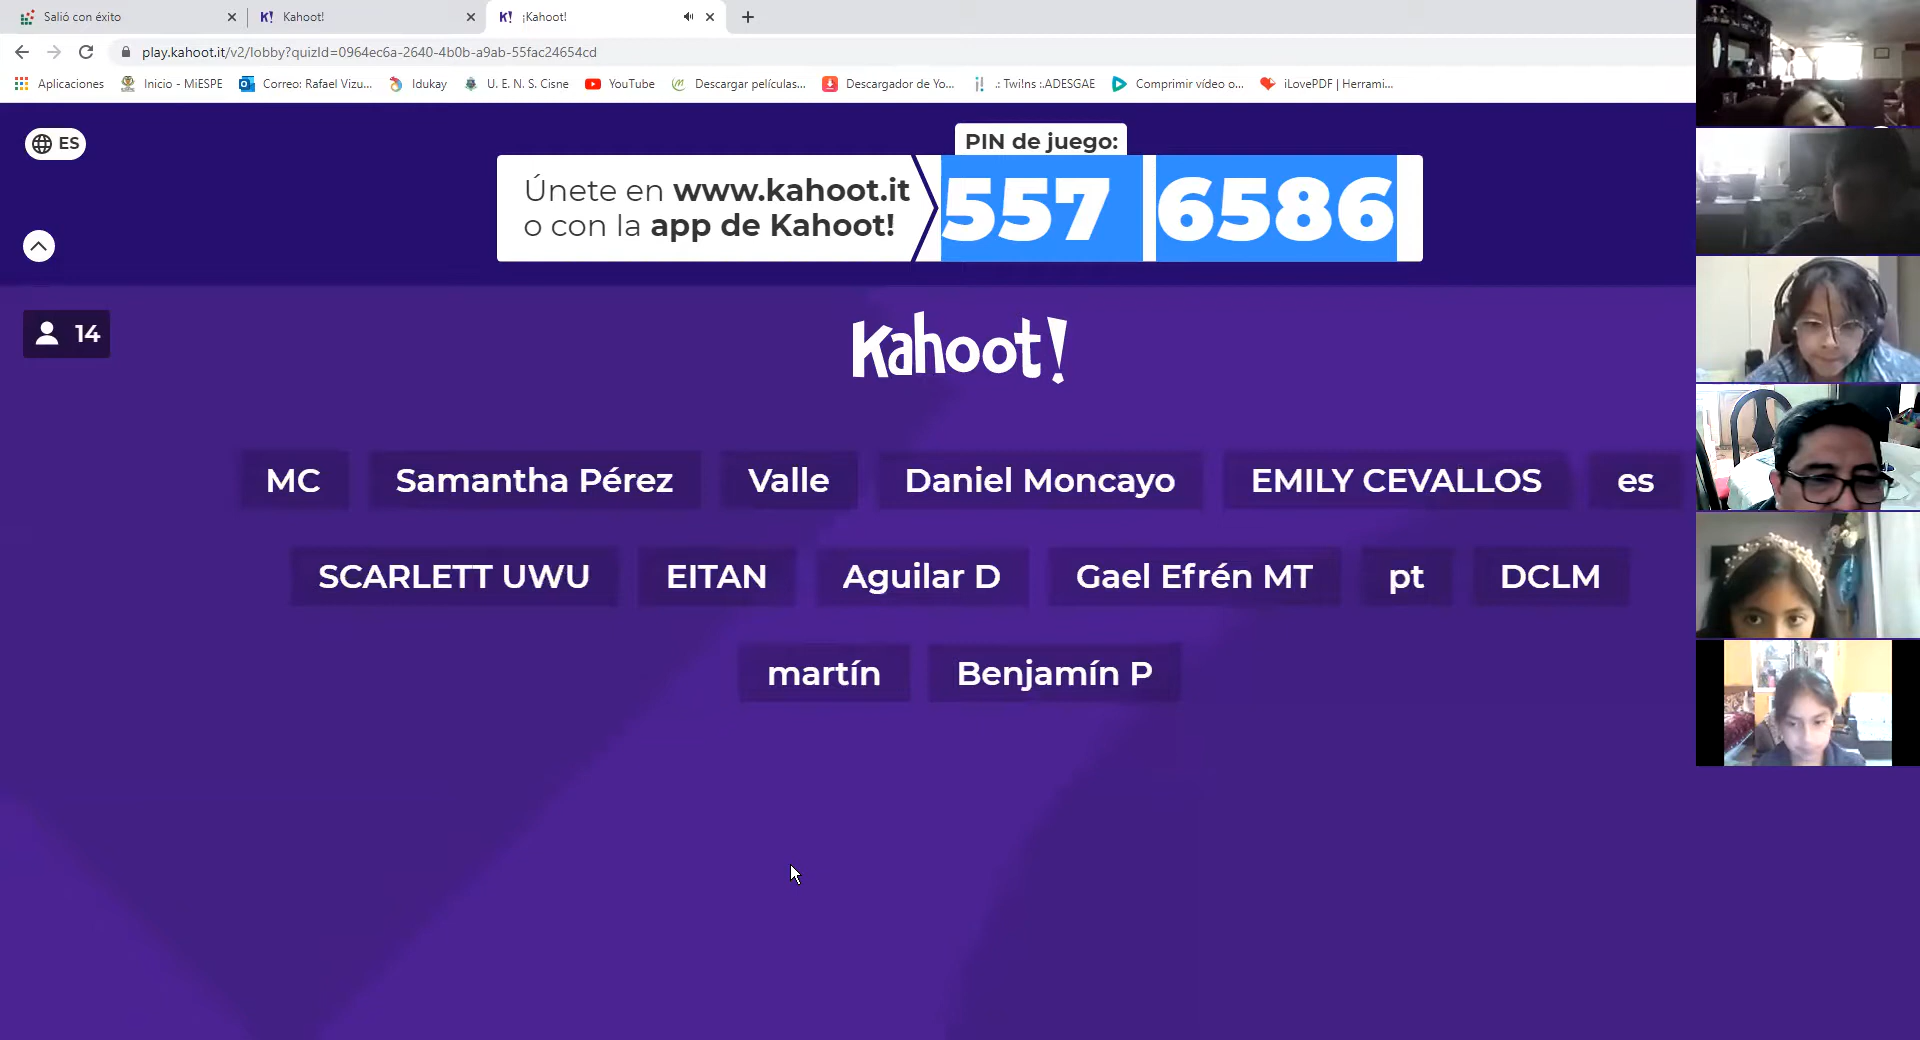 Salió con éxito
Kahoot!
¡Kahoot!
play.kahoot.it/v2/lobby?quizId=0964ec6a-2640-4b0b-a9ab-55fac24654cd
Aplicaciones
Inicio - MiESPE
Correo: Rafael Vizu...
Idukay
U. E. N. S. Cisne
YouTube
Descargar películas...
Descargador de Yo...
.: Twi!ns :.ADESGAE
Comprimir vídeo o...
iLovePDF | Herrami...
ES
PIN de juego:
Únete en www.kahoot.it
o con la app de Kahoot!
557 6586
14
Kahoot!
MC Samantha Pérez Valle Daniel Moncayo EMILY CEVALLOS es
SCARLETT UWU EITAN Aguilar D Gael Efrén MT pt DCLM
martín Benjamín P